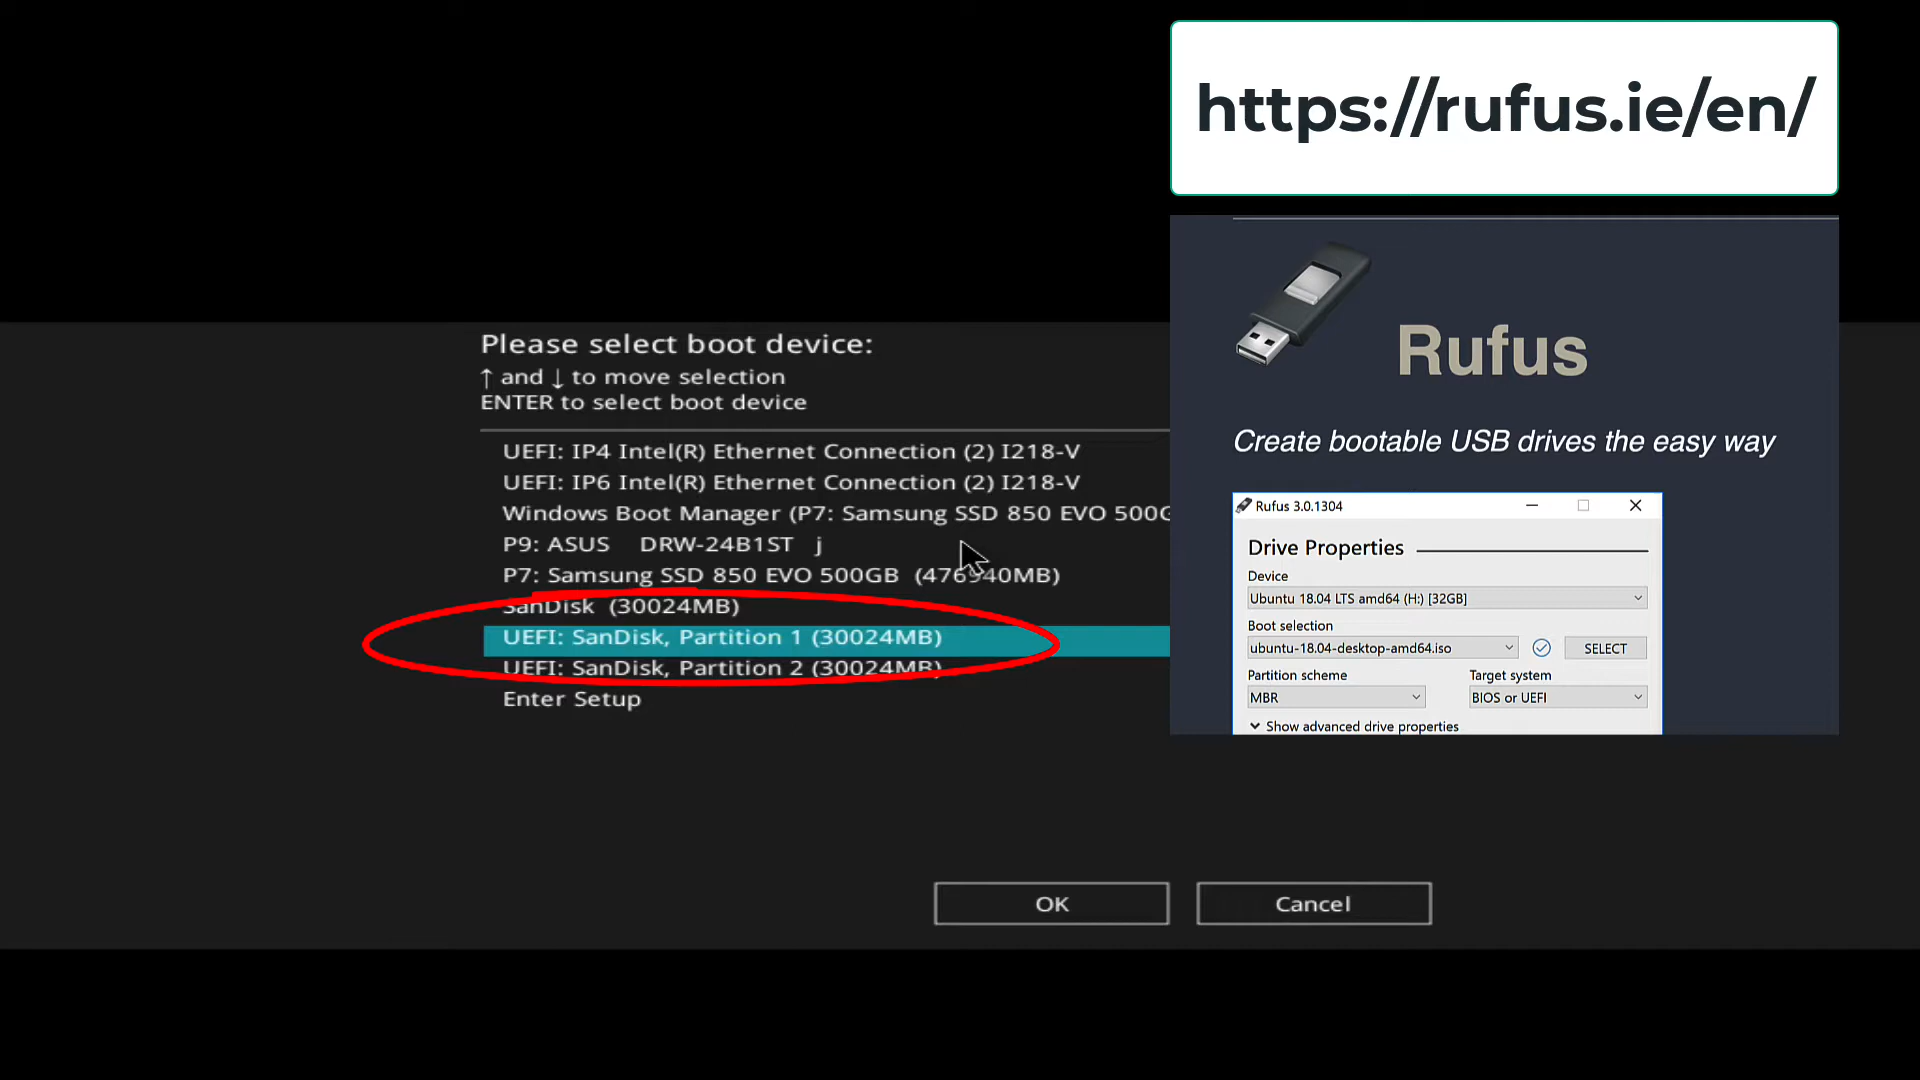 https://rufus.ie/en/
Rufus
Create bootable USB drives the easy way
Rufus 3.0.1304
Drive Properties
Device
Ubuntu 18.04 LTS amd64 (H:) [32GB]
Boot selection
ubuntu-18.04-desktop-amd64.iso
SELECT
Partition scheme
Target system
MBR
BIOS or UEFI
Show advanced drive properties
Please select boot device:
↑ and ↓ to move selection
ENTER to select boot device
UEFI: IP4 Intel(R) Ethernet Connection (2) I218-V
UEFI: IP6 Intel(R) Ethernet Connection (2) I218-V
Windows Boot Manager (P7: Samsung SSD 850 EVO 500G
P9: ASUS DRW-24B1ST j
P7: Samsung SSD 850 EVO 500GB (476940MB)
SanDisk (30024MB)
UEFI: SanDisk, Partition 1 (30024MB)
UEFI: SanDisk, Partition 2 (30024MB)
Enter Setup
OK
Cancel